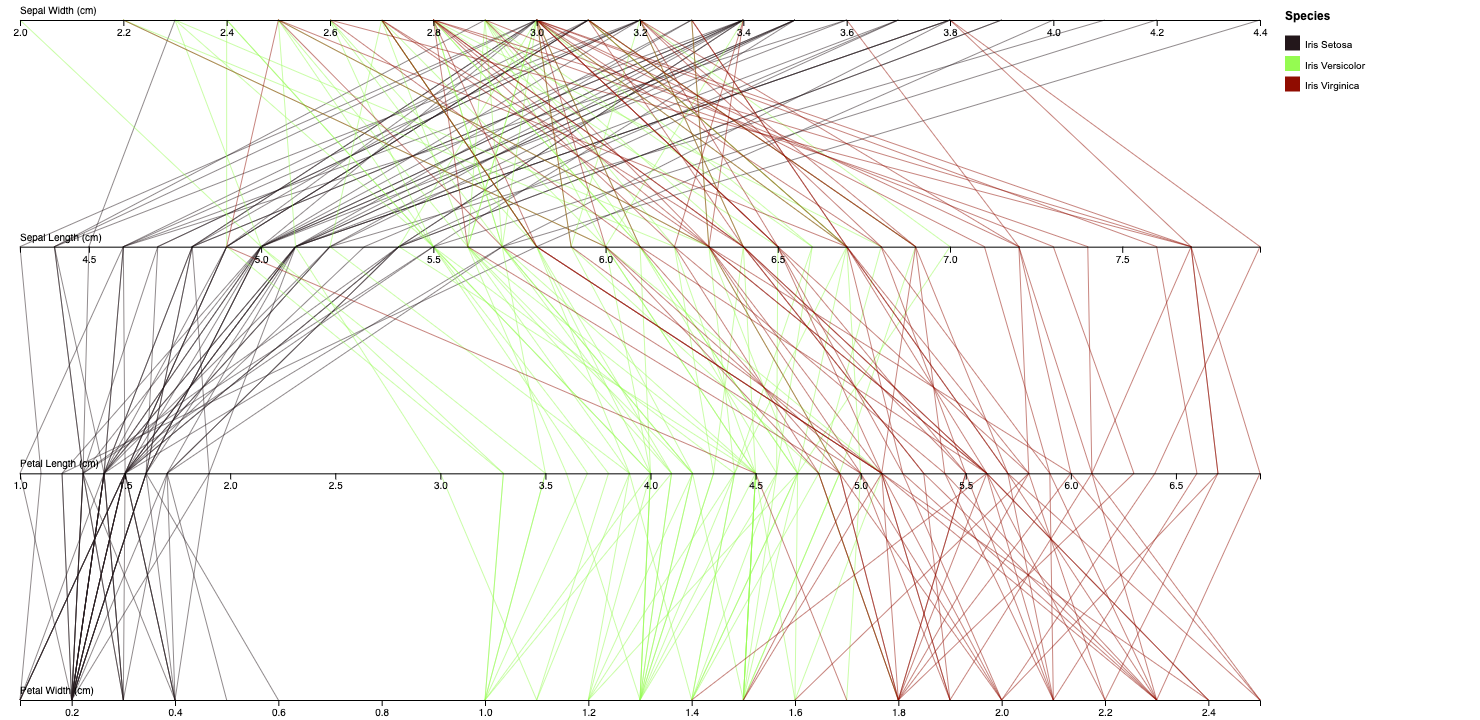 Sepal Width (cm)
2.0 2.2 2.4 2.6 2.8 3.0 3.2 3.4 3.6 3.8 4.0 4.2 4.4
Species
Iris Setosa
Iris Versicolor
Iris Virginica
Sepal Length (cm)
4.5 5.0 5.5 6.0 6.5 7.0 7.5
Petal Length (cm)
1.0 1.5 2.0 2.5 3.0 3.5 4.0 4.5 5.0 5.5 6.0 6.5
Petal Width (cm)
0.2 0.4 0.6 0.8 1.0 1.2 1.4 1.6 1.8 2.0 2.2 2.4